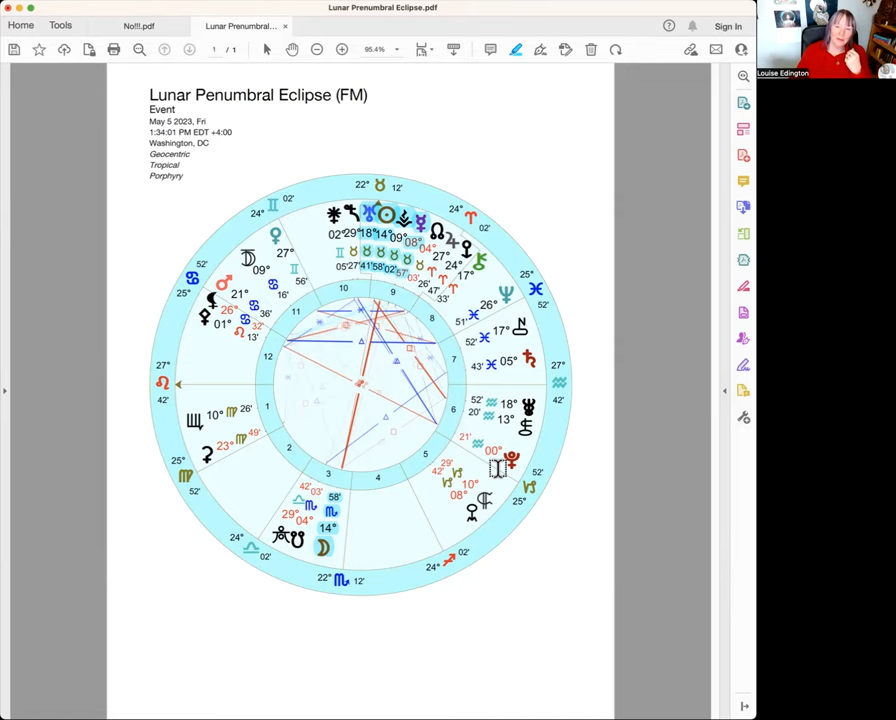 Lunar Penumbral Eclipse.pdf
Home
Tools
No!!!.pdf
Lunar Penumbral... ×
Sign In
1 / 1
95.4%
Louise Edington
Lunar Penumbral Eclipse (FM)
Event
May 5 2023, Fri
1:34:01 PM EDT +4:00
Washington, DC
Geocentric
Tropical
Porphyry
22° ♉ 12'
24° ♊ 02'
24° ♈ 02'
25° ♋ 52'
25° ♓ 52'
27° ♌ 42'
27° ♒ 42'
25° ♍ 52'
25° ♑ 52'
24° ♎ 02'
24° ♐ 02'
22° ♏ 12'
02° ♊ 05'
29° ♉ 27'
18° ♉ 41'
14° ♉ 58'
09° ♉ 02'
08° ♉ 57'
04° ♉ 03'
27° ♈ 26'
24° ♈ 47'
17° ♈ 33'
27° ♊ 56'
09° ♋ 16'
21° ♋ 36'
26° ♋ 32'
01° ♌ 13'
26° ♓ 51'
17° ♓ 52'
05° ♓ 43'
18° ♒ 52'
13° ♒ 20'
00° ♒ 21'
10° ♑ 29'
08° ♑ 42'
10° ♍ 26'
23° ♍ 49'
29° ♎ 42'
04° ♏ 03'
14° ♏ 58'
1
2
3
4
5
6
7
8
9
10
11
12